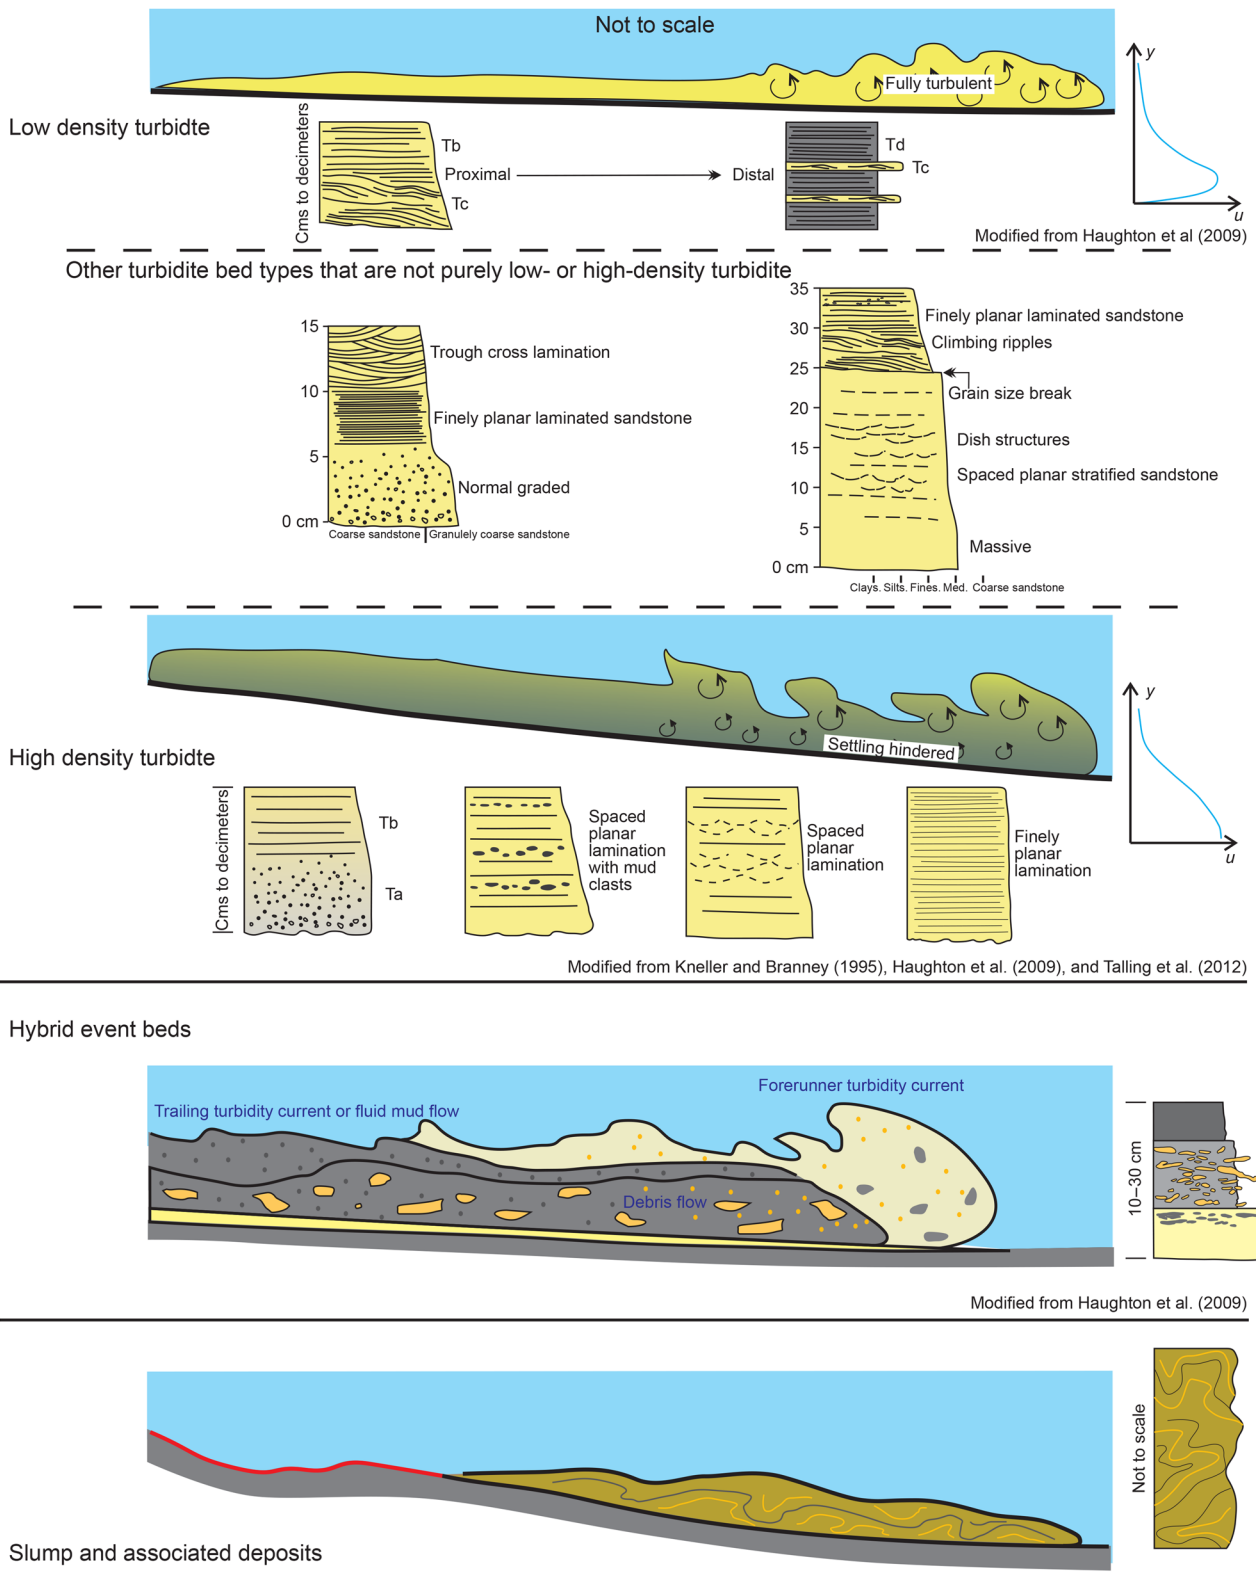 Not to scale
Fully turbulent
y
u
Low density turbidte
Cms to decimeters
Tb
Proximal
Tc
Distal
Td
Tc
Modified from Haughton et al (2009)
Other turbidite bed types that are not purely low- or high-density turbidite
15
10
5
0 cm
Trough cross lamination
Finely planar laminated sandstone
Normal graded
Coarse sandstone
Granulely coarse sandstone
35
30
25
20
15
10
5
0 cm
Finely planar laminated sandstone
Climbing ripples
Grain size break
Dish structures
Spaced planar stratified sandstone
Massive
Clays. Silts. Fines. Med. Coarse sandstone
y
u
Settling hindered
High density turbidte
Cms to decimeters
Tb
Ta
Spaced
planar
lamination
with mud
clasts
Spaced
planar
lamination
Finely
planar
lamination
Modified from Kneller and Branney (1995), Haughton et al. (2009), and Talling et al. (2012)
Hybrid event beds
Forerunner turbidity current
Trailing turbidity current or fluid mud flow
Debris flow
10–30 cm
Modified from Haughton et al. (2009)
Not to scale
Slump and associated deposits